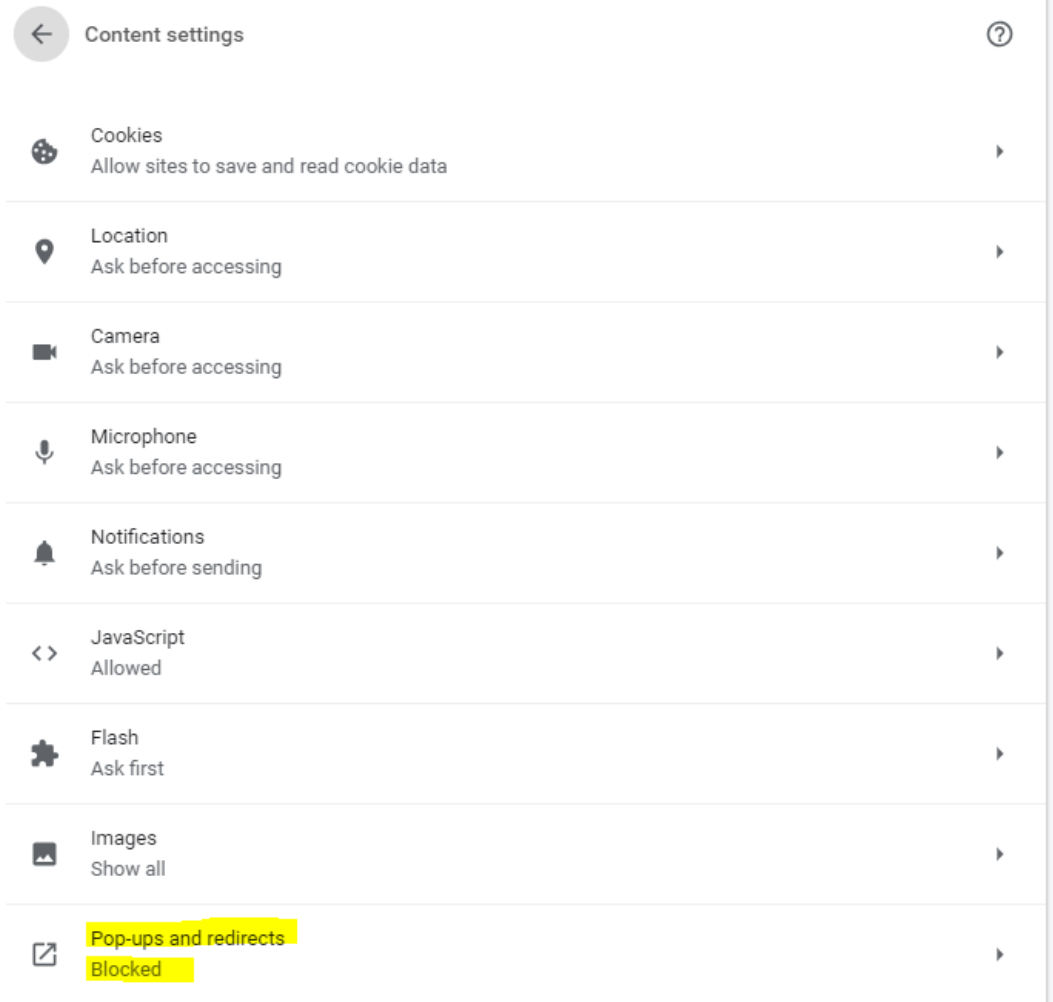 Content settings
Cookies
Allow sites to save and read cookie data
Location
Ask before accessing
Camera
Ask before accessing
Microphone
Ask before accessing
Notifications
Ask before sending
JavaScript
Allowed
Flash
Ask first
Images
Show all
Pop-ups and redirects
Blocked